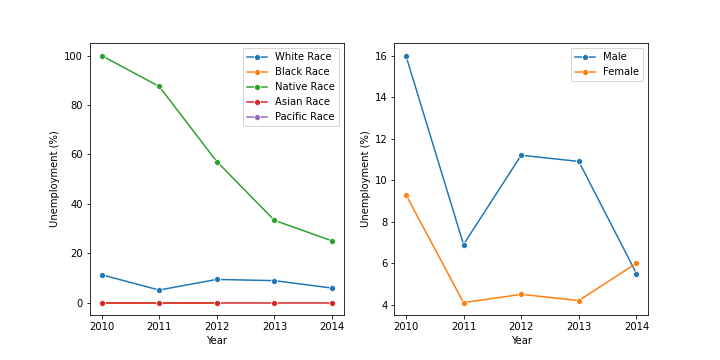 100
80
60
40
20
0
Unemployment (%)
2010 2011 2012 2013 2014
Year
White Race
Black Race
Native Race
Asian Race
Pacific Race
16
14
12
10
8
6
4
Unemployment (%)
2010 2011 2012 2013 2014
Year
Male
Female